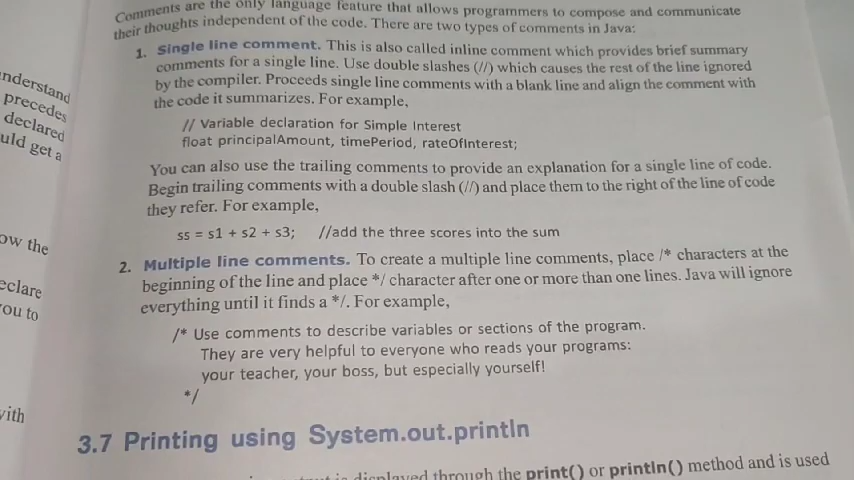 nderstand
precedes
declared
uld get a
ow the
eclare
ou to
with
Comments are the only language feature that allows programmers to compose and communicate
their thoughts independent of the code. There are two types of comments in Java:
1. Single line comment. This is also called inline comment which provides brief summary
comments for a single line. Use double slashes (//) which causes the rest of the line ignored
by the compiler. Proceeds single line comments with a blank line and align the comment with
the code it summarizes. For example,
// Variable declaration for Simple Interest
float principalAmount, timePeriod, rateOfInterest;
You can also use the trailing comments to provide an explanation for a single line of code.
Begin trailing comments with a double slash (//) and place them to the right of the line of code
they refer. For example,
ss = s1 + s2 + s3; //add the three scores into the sum
2. Multiple line comments. To create a multiple line comments, place /* characters at the
beginning of the line and place */ character after one or more than one lines. Java will ignore
everything until it finds a */. For example,
/* Use comments to describe variables or sections of the program.
They are very helpful to everyone who reads your programs:
your teacher, your boss, but especially yourself!
*/
3.7 Printing using System.out.println
is displayed through the print() or println() method and is used